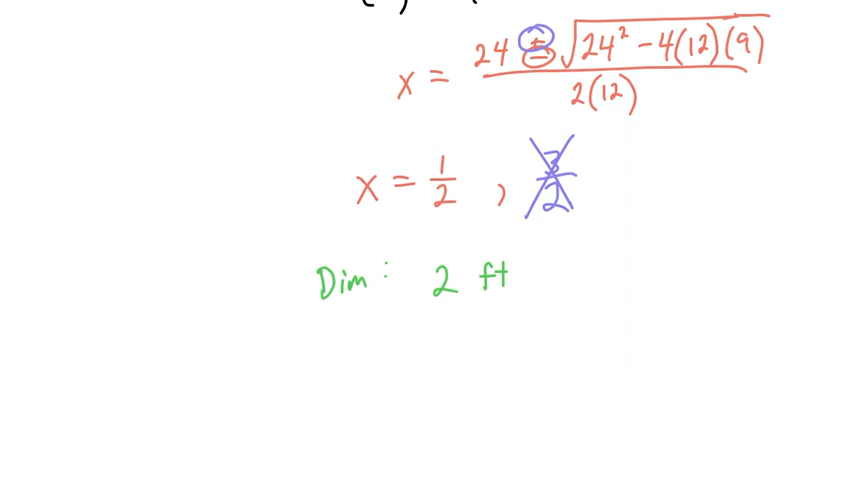 x = (24 ± √(24² - 4(12)(9))) / 2(12)
x = 1/2 , 3/2
Dim: 2 ft